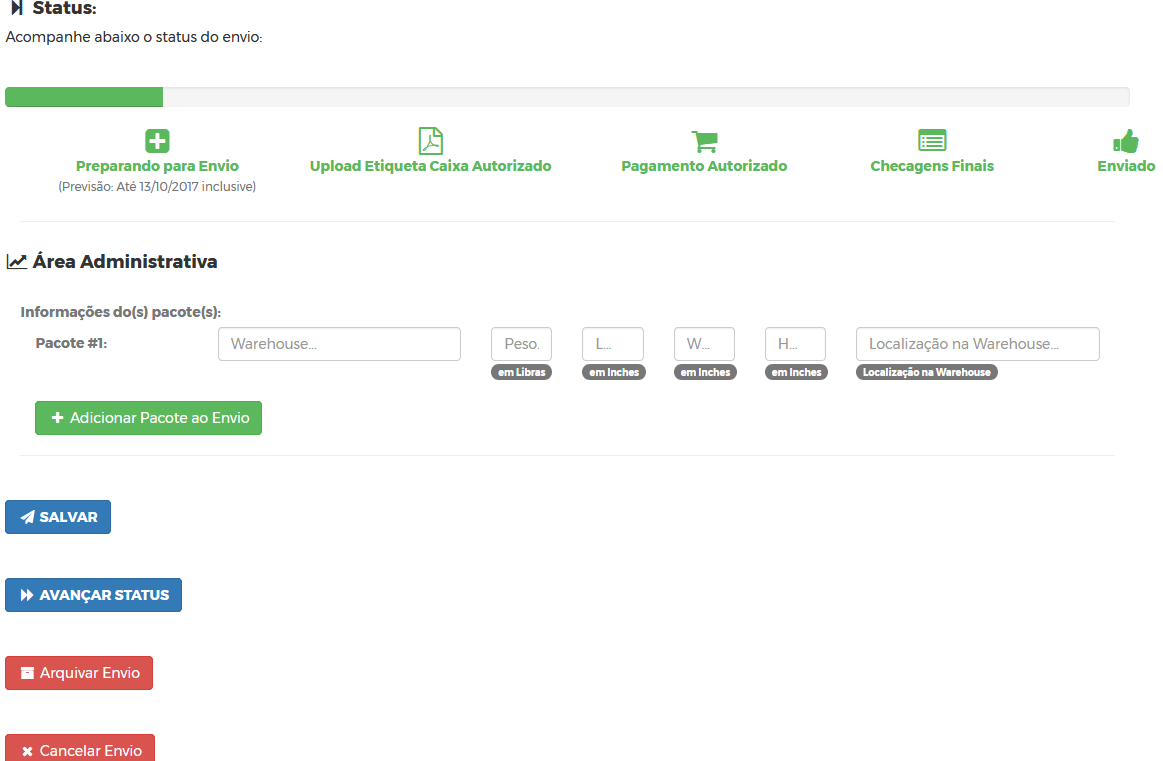 Status:
Acompanhe abaixo o status do envio:
Preparando para Envio
(Previsão: Até 13/10/2017 inclusive)
Upload Etiqueta Caixa Autorizado
Pagamento Autorizado
Checagens Finais
Enviado
Área Administrativa
Informações do(s) pacote(s):
Pacote #1:
Warehouse...
Peso.
em Libras
L...
em Inches
W...
em Inches
H...
em Inches
Localização na Warehouse...
Localização na Warehouse
Adicionar Pacote ao Envio
SALVAR
AVANÇAR STATUS
Arquivar Envio
Cancelar Envio